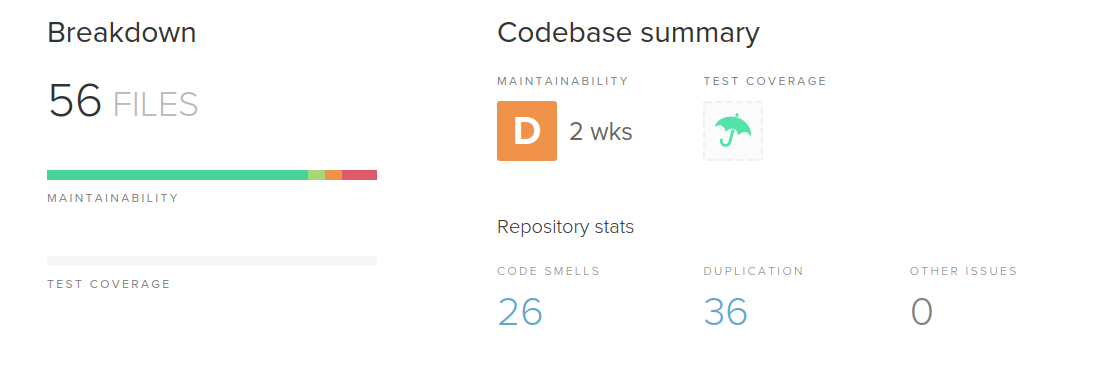 Breakdown
56 FILES
MAINTAINABILITY
TEST COVERAGE
Codebase summary
MAINTAINABILITY
D 2 wks
TEST COVERAGE
Repository stats
CODE SMELLS
26
DUPLICATION
36
OTHER ISSUES
0